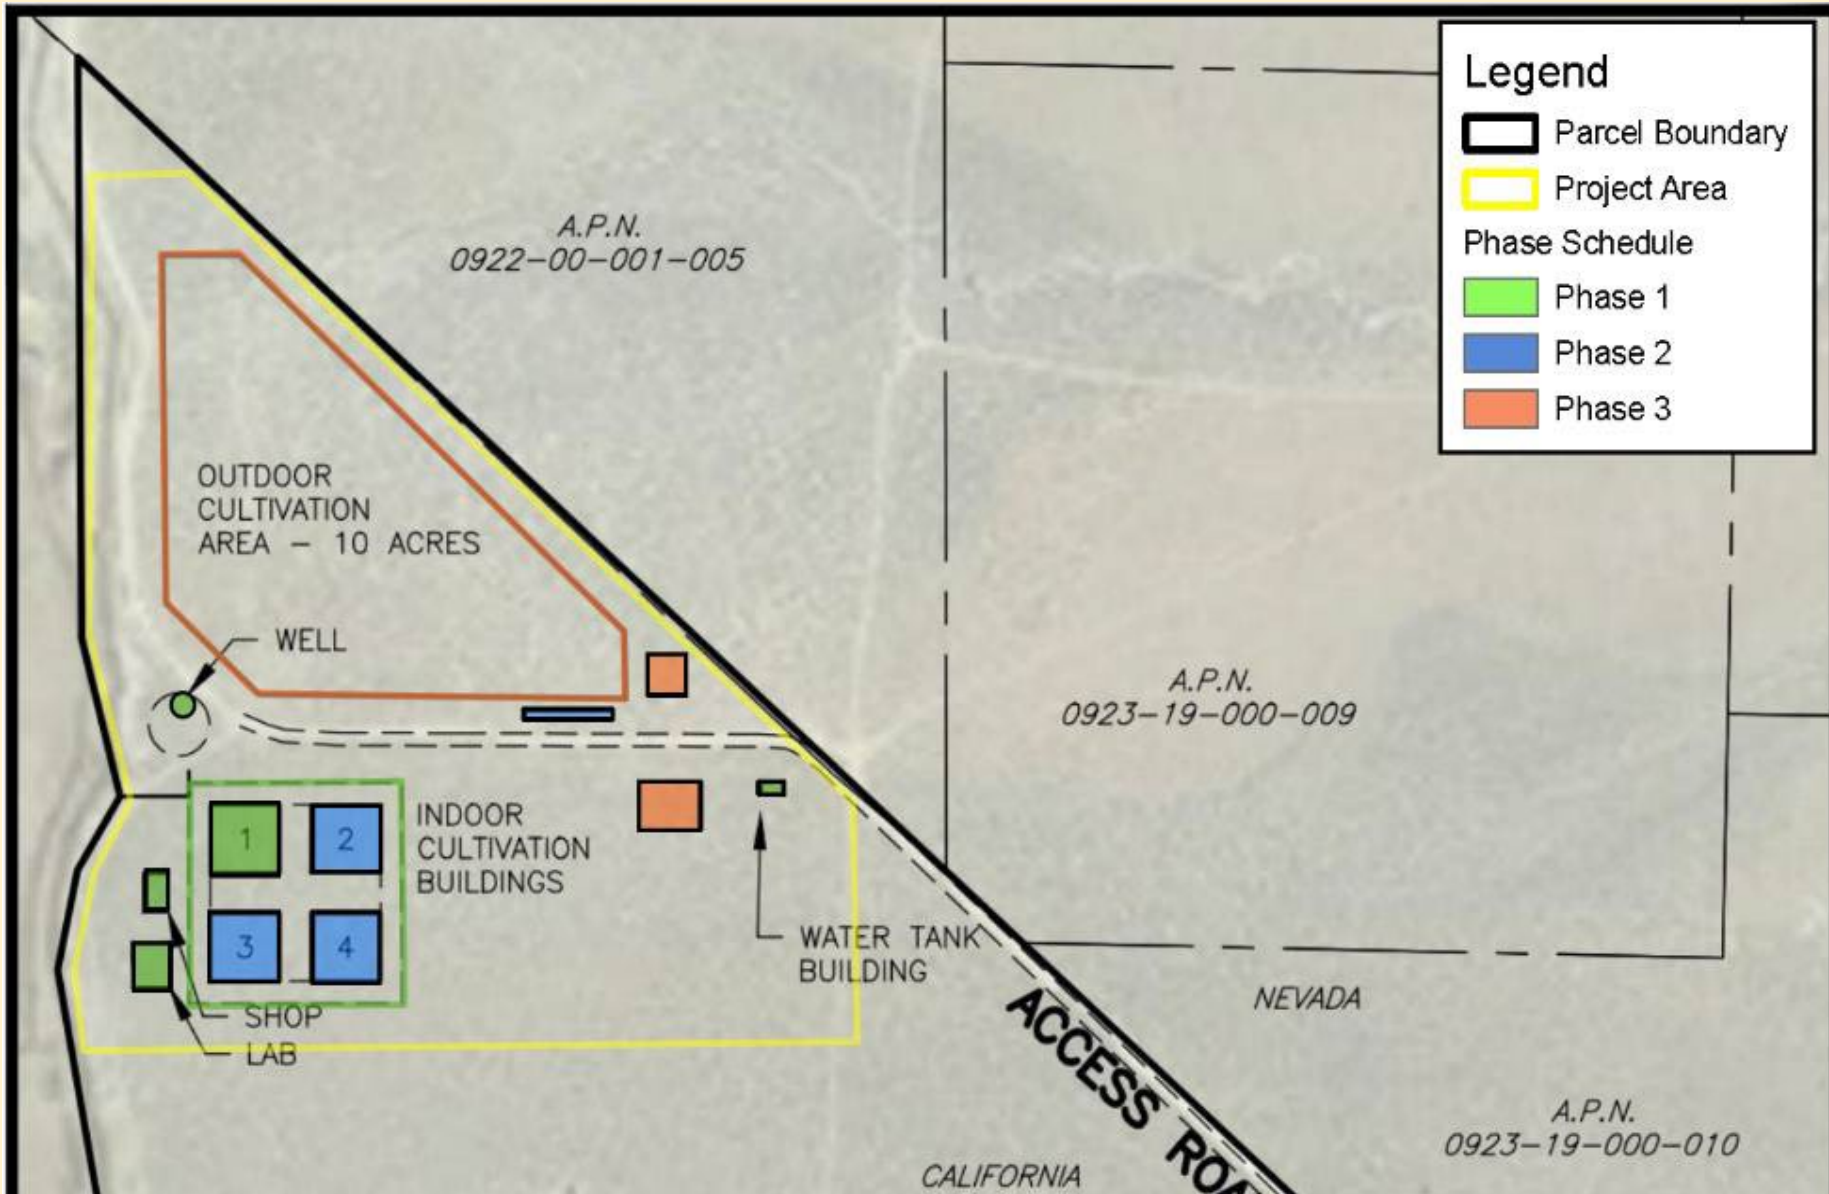 Legend
Parcel Boundary
Project Area
Phase Schedule
Phase 1
Phase 2
Phase 3
A.P.N.
0922-00-001-005
OUTDOOR
CULTIVATION
AREA - 10 ACRES
WELL
A.P.N.
0923-19-000-009
1
2
3
4
INDOOR
CULTIVATION
BUILDINGS
WATER TANK
BUILDING
SHOP
LAB
NEVADA
ACCESS ROA
A.P.N.
0923-19-000-010
CALIFORNIA